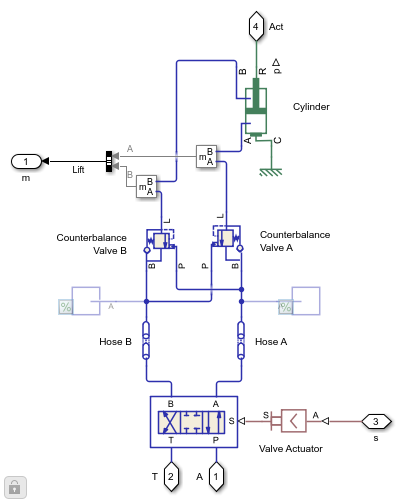 4
Act
B
R
p
Cylinder
A
C
A
B
m
B
A
1
m
Lift
B
m
B
A
L
L
Counterbalance
Valve B
Counterbalance
Valve A
B
P
P
B
%
A
%
Hose B
Hose A
B
A
T
P
S
S
A
3
s
Valve Actuator
T
2
A
1